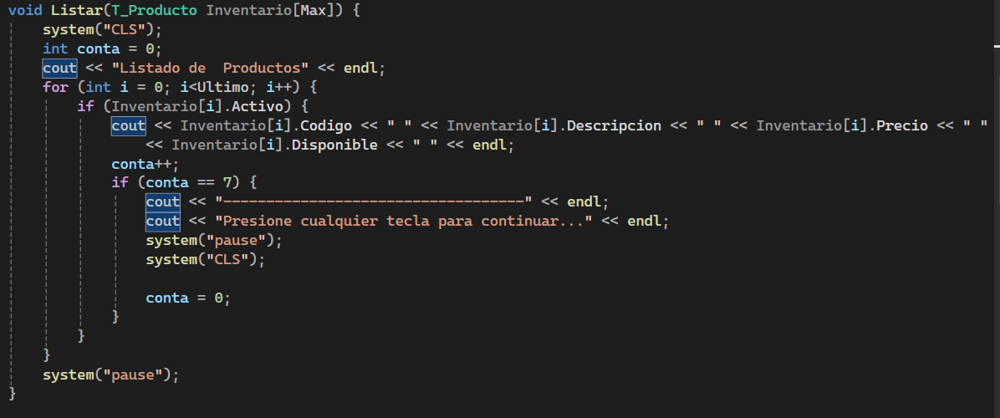 void Listar(T_Producto Inventario[Max]) {
    system("CLS");
    int conta = 0;
    cout << "Listado de  Productos" << endl;
    for (int i = 0; i<Ultimo; i++) {
        if (Inventario[i].Activo) {
            cout << Inventario[i].Codigo << " " << Inventario[i].Descripcion << " " << Inventario[i].Precio << " "
                << Inventario[i].Disponible << " " << endl;
            conta++;
            if (conta == 7) {
                cout << "-----------------------------------" << endl;
                cout << "Presione cualquier tecla para continuar..." << endl;
                system("pause");
                system("CLS");

                conta = 0;
            }
        }
    }
    system("pause");
}